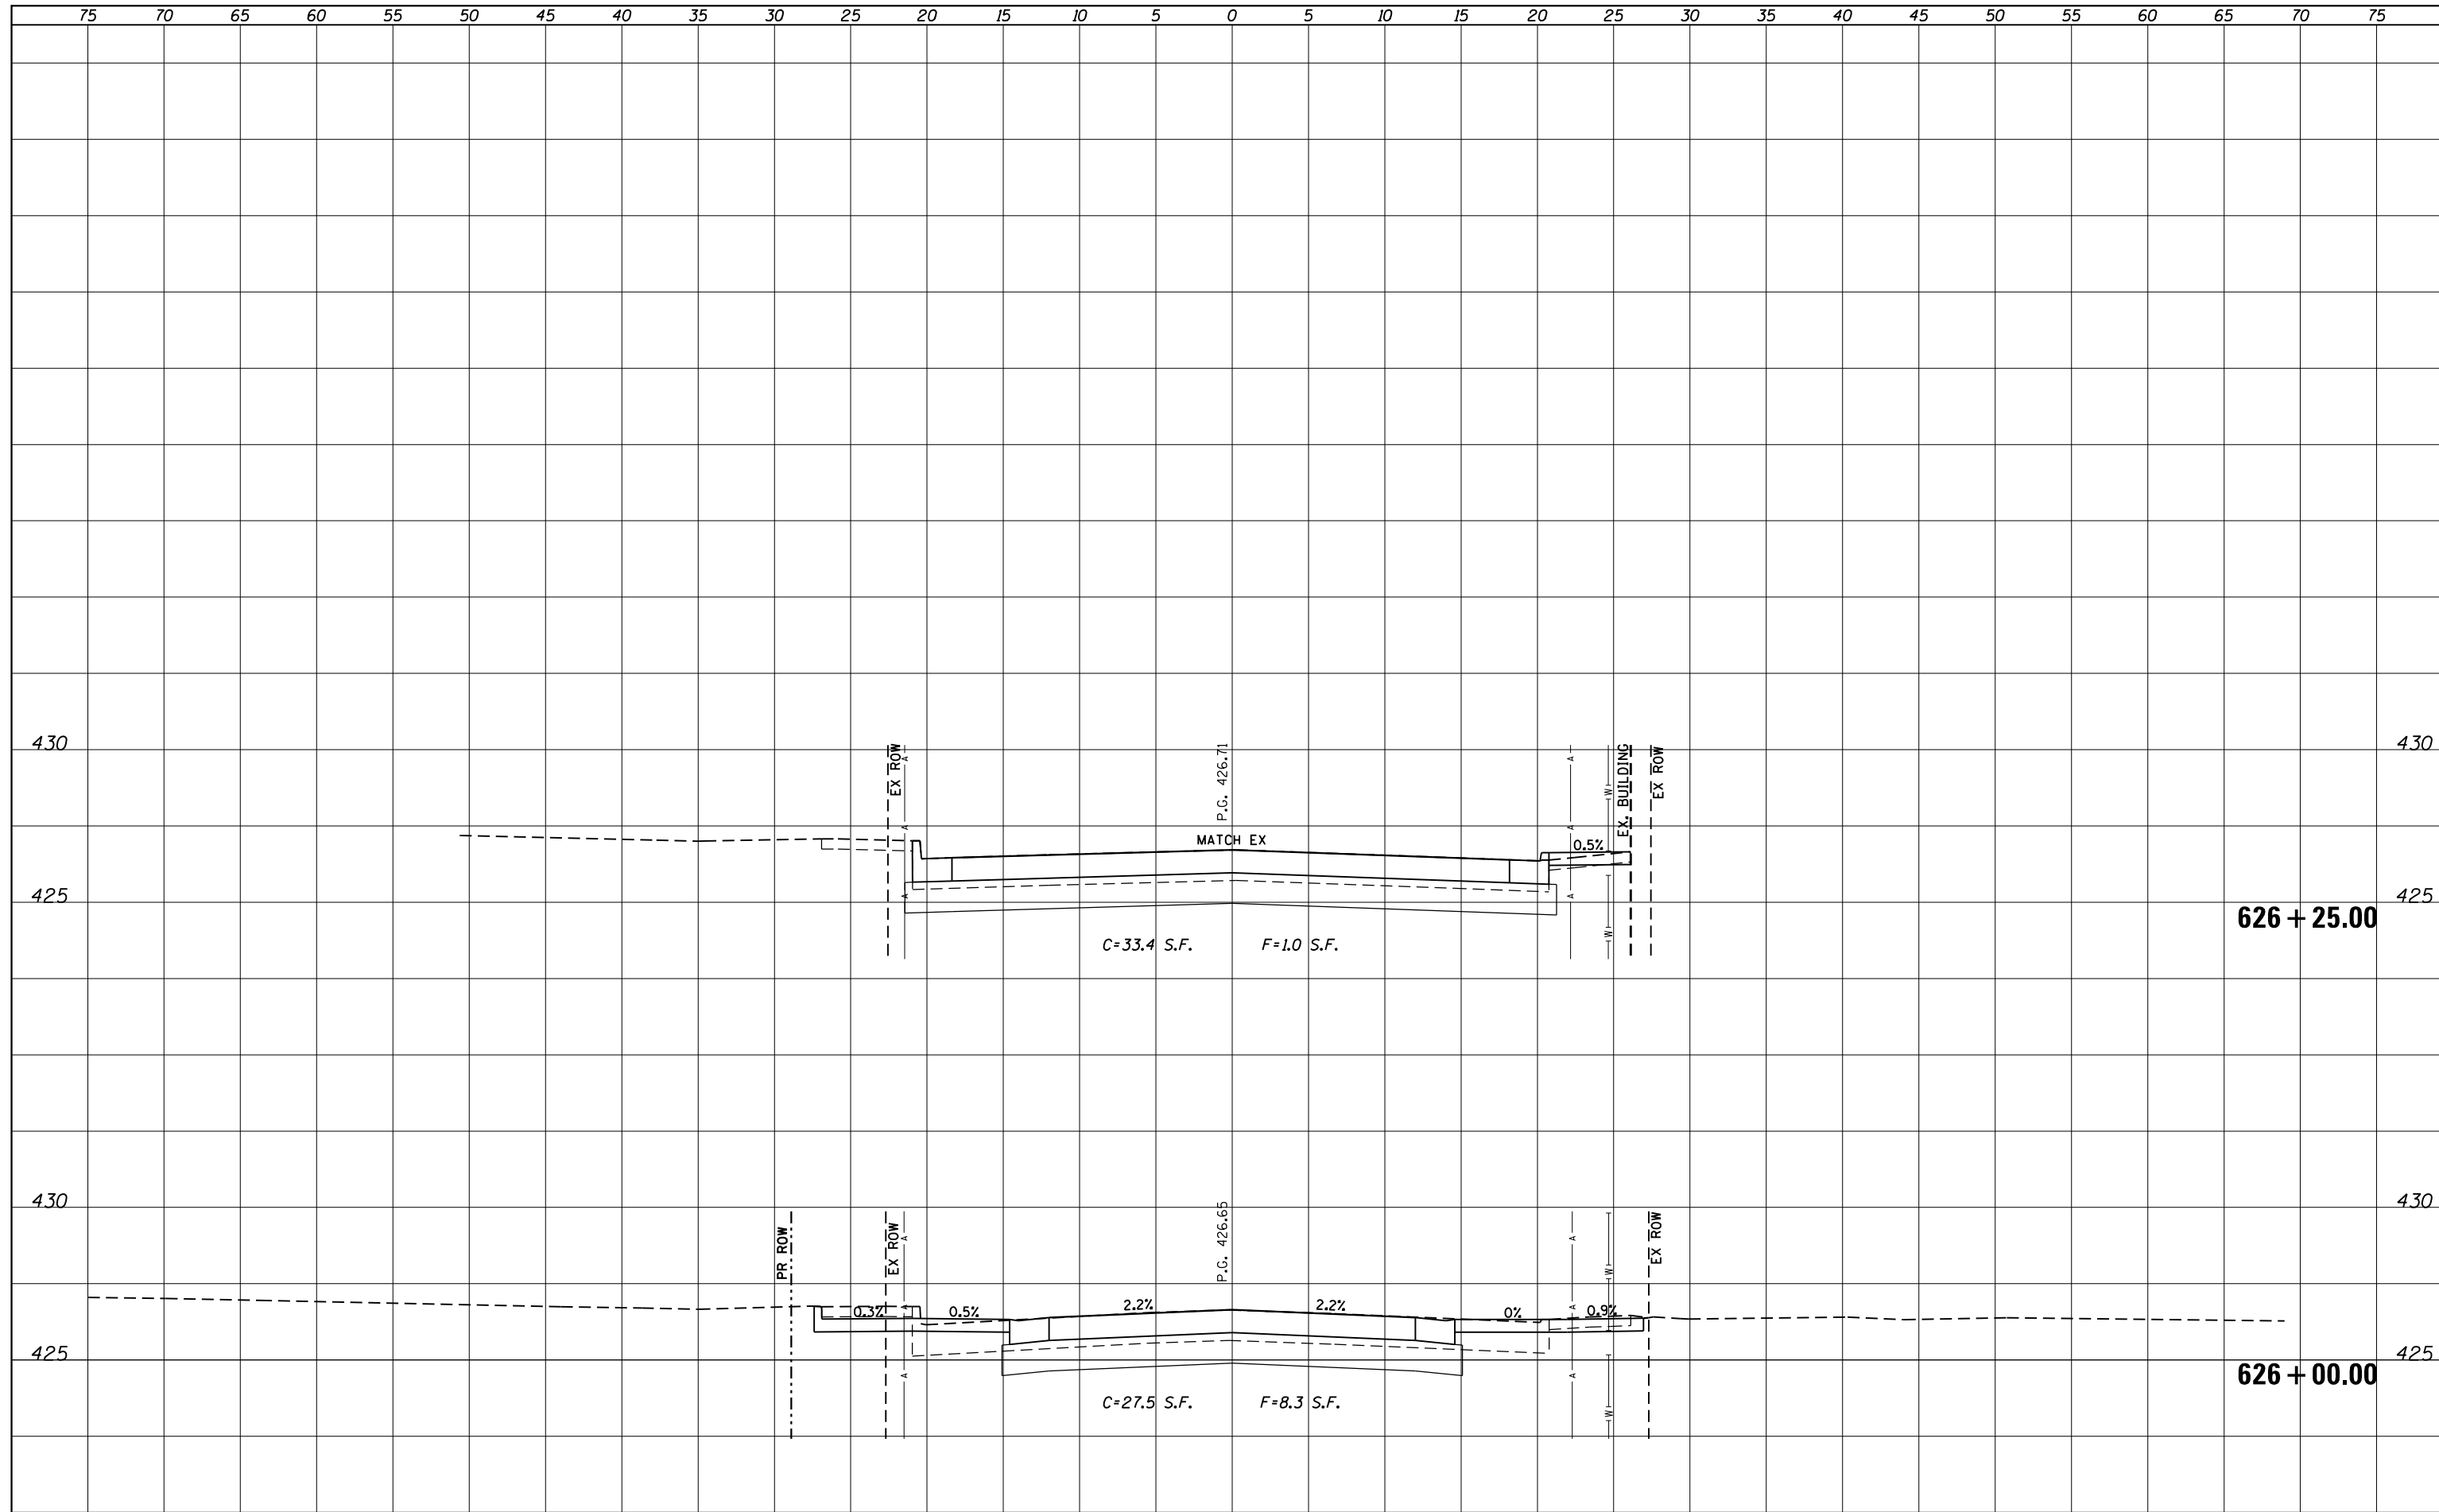 75 70 65 60 55 50 45 40 35 30 25 20 15 10 5 0 5 10 15 20 25 30 35 40 45 50 55 60 65 70 75
430 430
EX ROW
A
P.G. 426.71
A
W
EX. BUILDING
EX ROW
A
A
MATCH EX
0.5%
425 425
A
A
626+25.00
W
C=33.4 S.F. F=1.0 S.F.
430 430
PR ROW
EX ROW
A
P.G. 426.65
A
W
EX ROW
A
A
0.3% 0.5% 2.2% 2.2% 0% 0.9%
425 425
A
A
626+00.00
C=27.5 S.F. F=8.3 S.F.
W